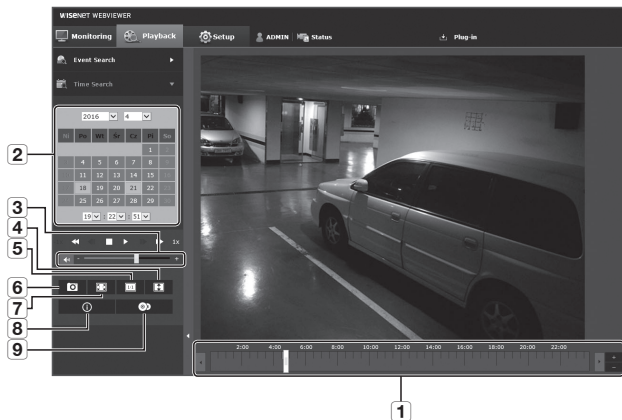 WISENET WEBVIEWER
Monitoring Playback Setup ADMIN Status Plug-in
Event Search
Time Search
2016 4
Ni Po Wt Śr Cz Pi So
1
4 5 6 7 8
11 12 13 14 15
18 19 20 21 22
25 26 27 28 29
19 : 22 : 51
1x
- +
1:1
2
3
4
5
6
7
8
9
2:00 4:00 6:00 8:00 10:00 12:00 14:00 16:00 18:00 20:00 22:00
+
-
1